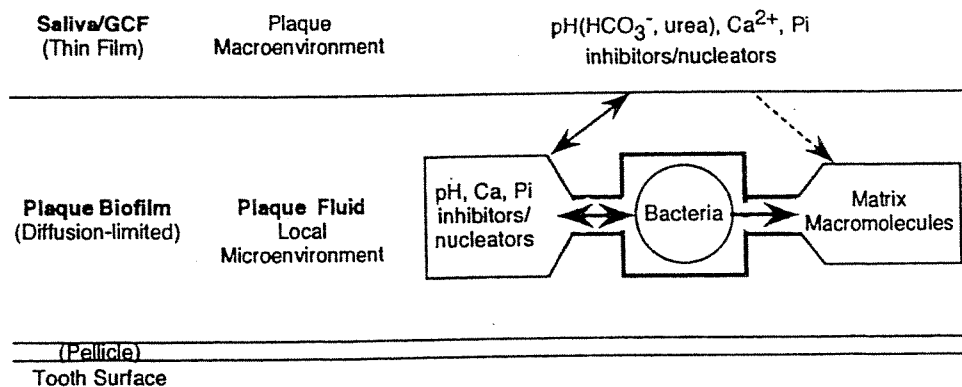 Saliva/GCF
(Thin Film)
Plaque
Macroenvironment
pH(HCO₃⁻, urea), Ca²⁺, Pi
inhibitors/nucleators
Plaque Biofilm
(Diffusion-limited)
Plaque Fluid
Local
Microenvironment
pH, Ca, Pi
inhibitors/
nucleators
Bacteria
Matrix
Macromolecules
(Pellicle)
Tooth Surface